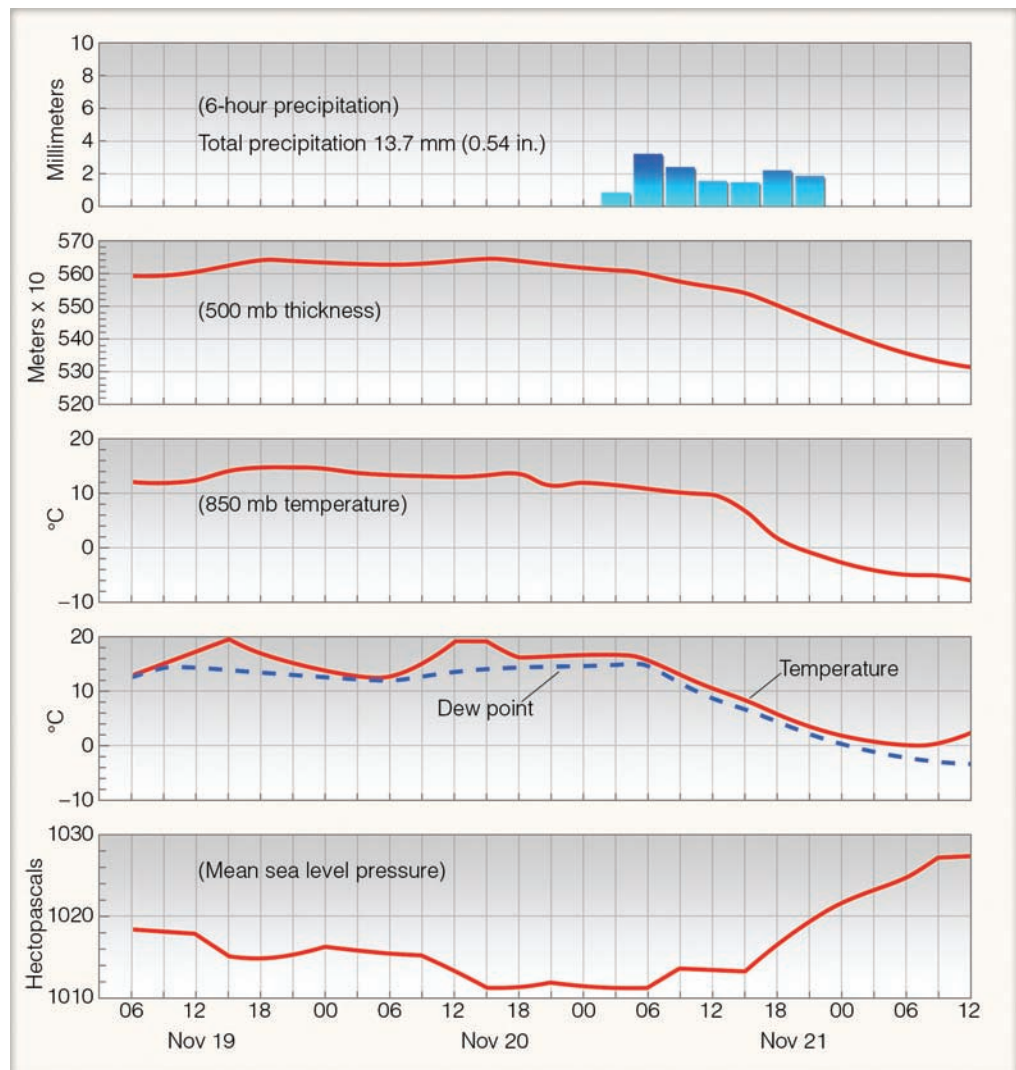 10
8
6
4
2
0
Millimeters
(6-hour precipitation)
Total precipitation 13.7 mm (0.54 in.)
570
560
550
540
530
520
Meters x 10
(500 mb thickness)
20
10
0
–10
°C
(850 mb temperature)
20
10
0
–10
°C
Temperature
Dew point
1030
1020
1010
Hectopascals
(Mean sea level pressure)
06 12 18 00 06 12 18 00 06 12 18 00 06 12
Nov 19 Nov 20 Nov 21